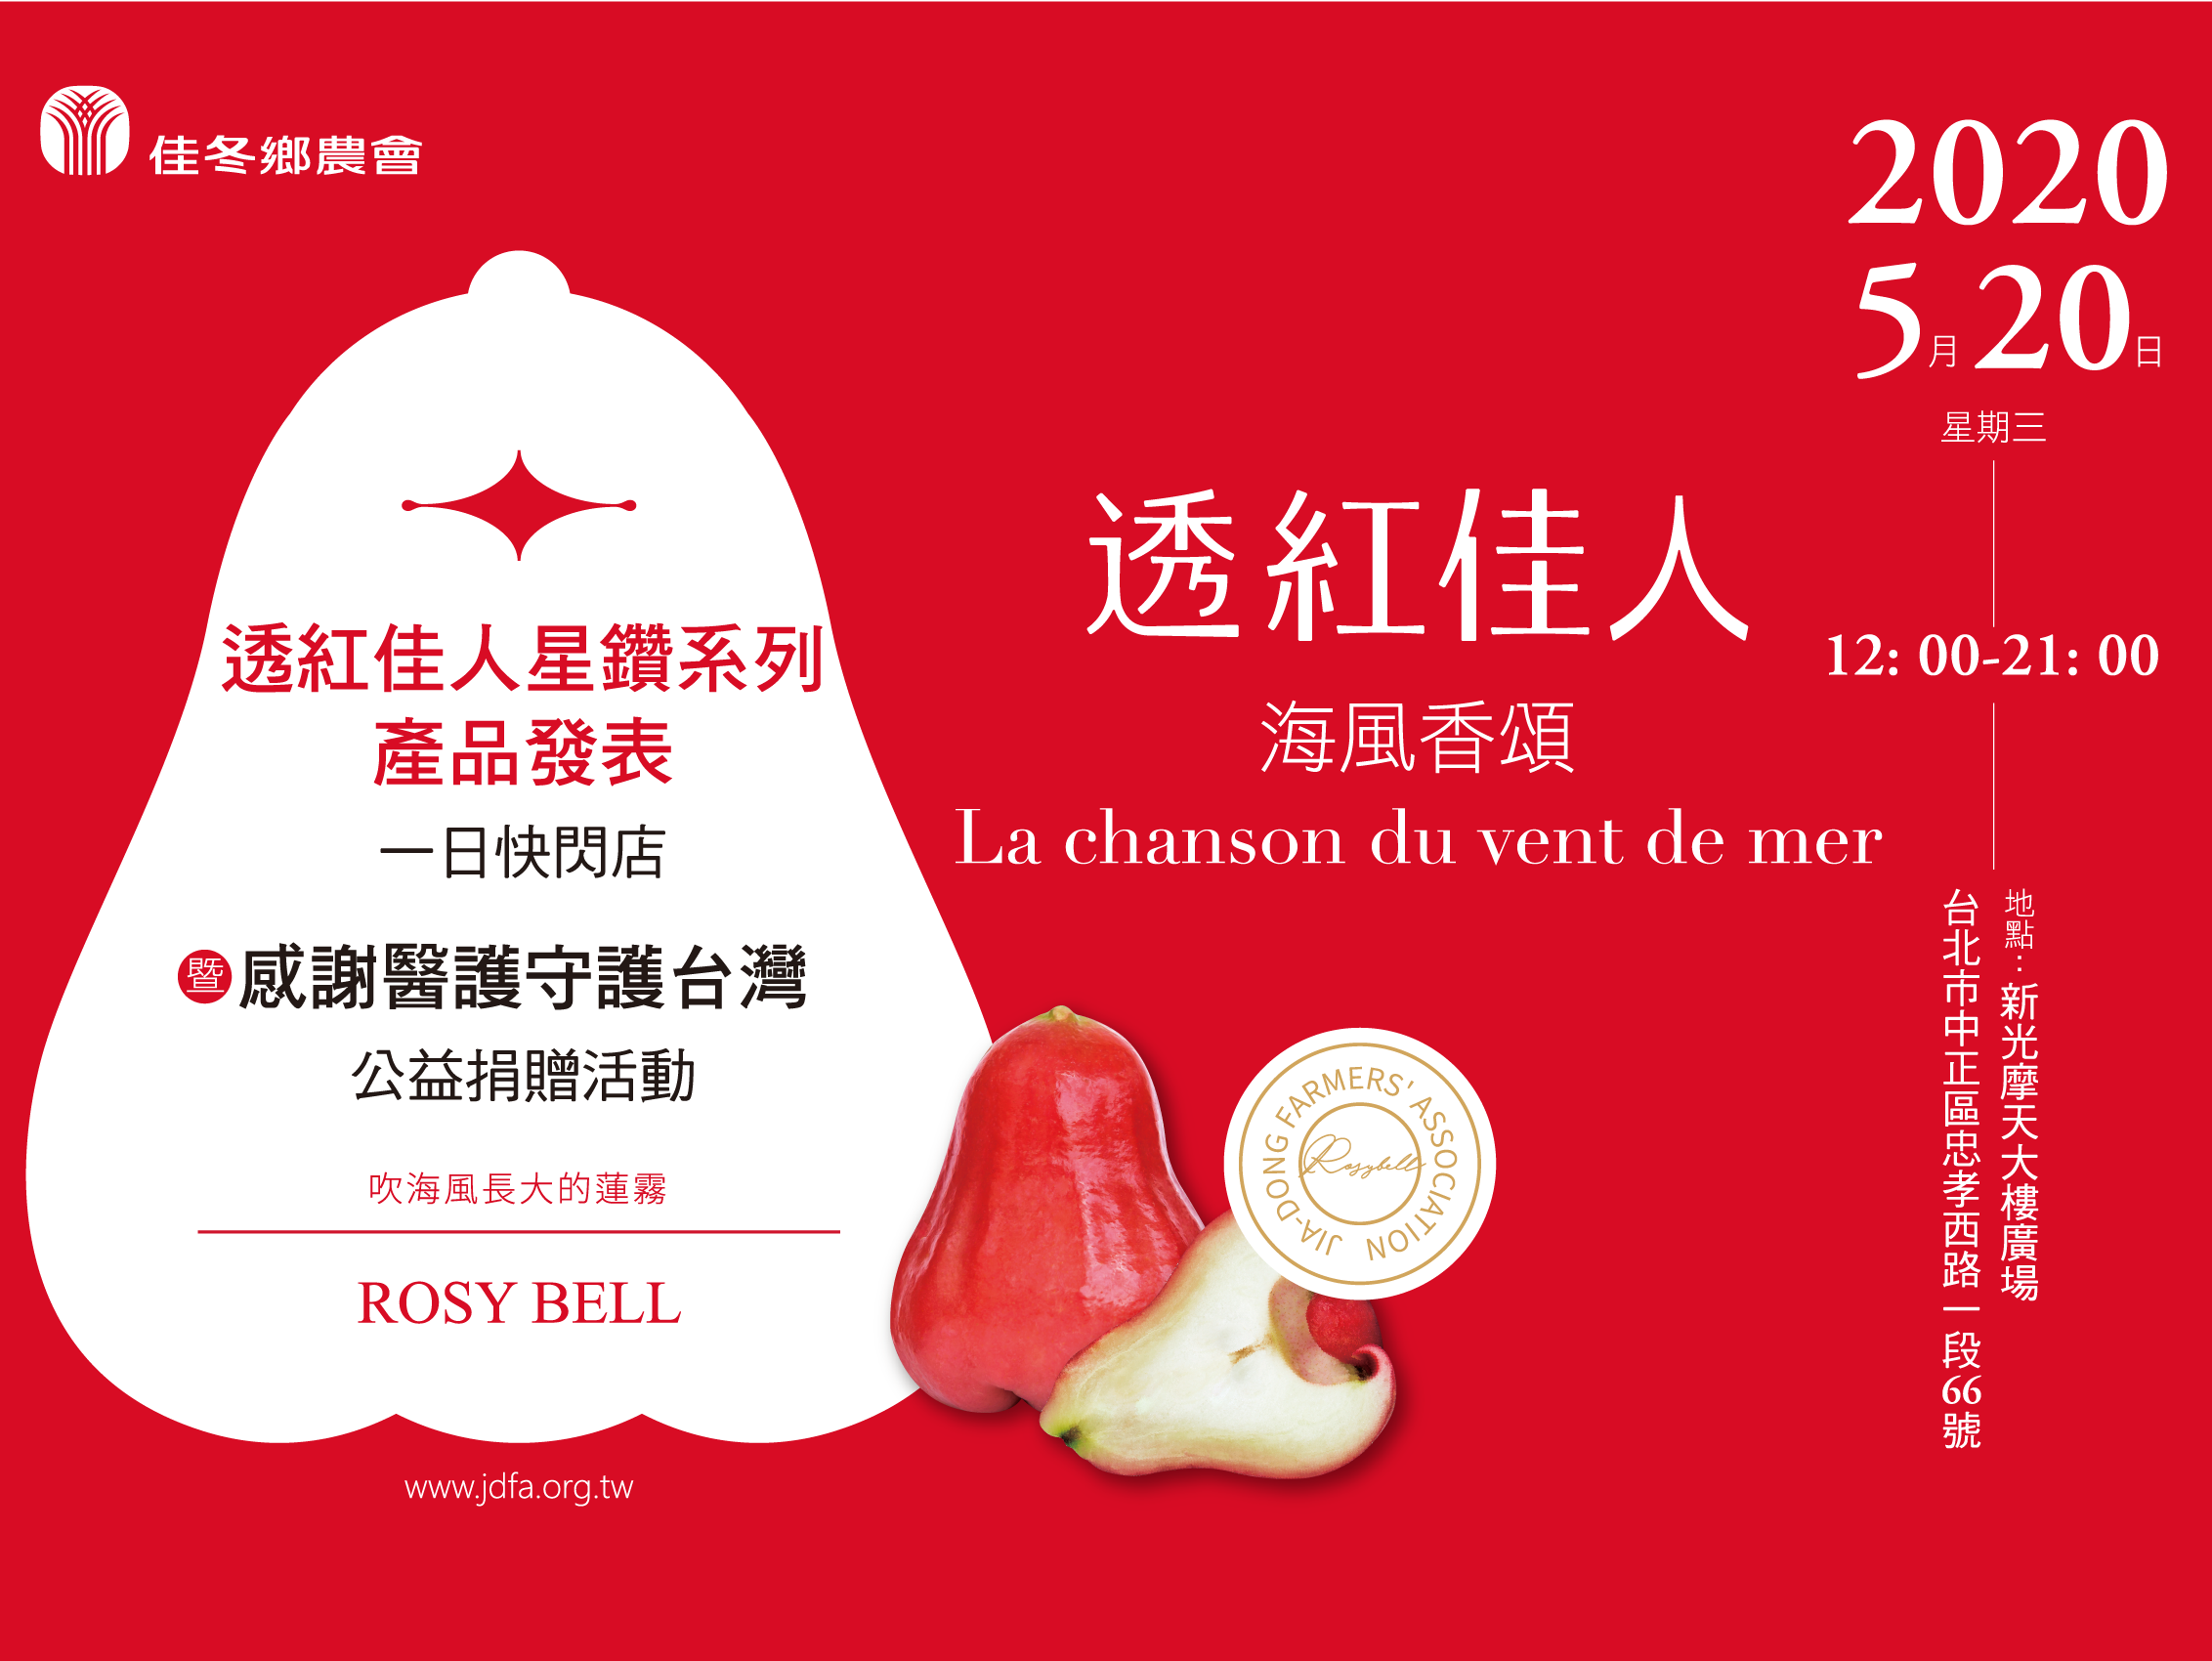 佳冬鄉農會
透紅佳人星鑽系列
產品發表
一日快閃店
暨感謝醫護守護台灣
公益捐贈活動
吹海風長大的蓮霧
ROSY BELL
www.jdfa.org.tw
透紅佳人
海風香頌
La chanson du vent de mer
JIA-DONG FARMERS' ASSOCIATION
Rosybell
2020
5月20日
星期三
12: 00-21: 00
地點：新光摩天大樓廣場
台北市中正區忠孝西路一段66號